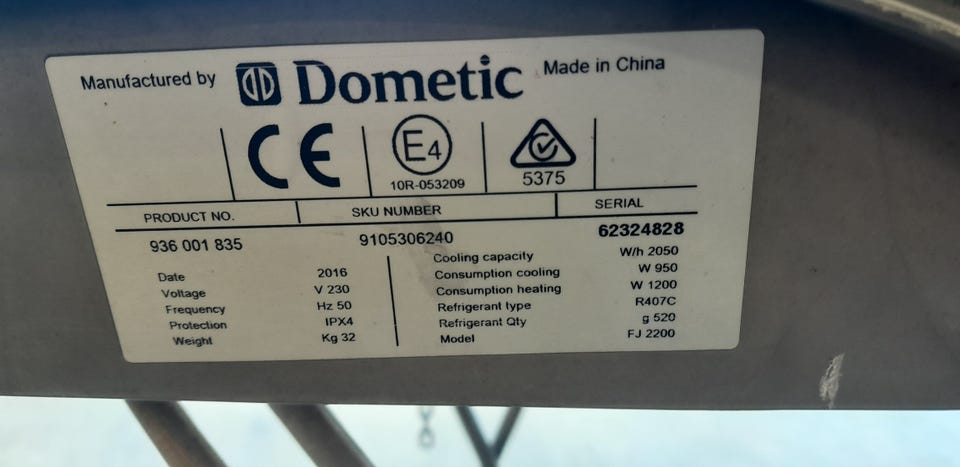 Manufactured by Dometic Made in China
CE E4 10R-053209 5375
PRODUCT NO. SKU NUMBER SERIAL
936 001 835 9105306240 62324828
Date 2016
Voltage V 230
Frequency Hz 50
Protection IPX4
Weight Kg 32
Cooling capacity W/h 2050
Consumption cooling W 950
Consumption heating W 1200
Refrigerant type R407C
Refrigerant Qty g 520
Model FJ 2200